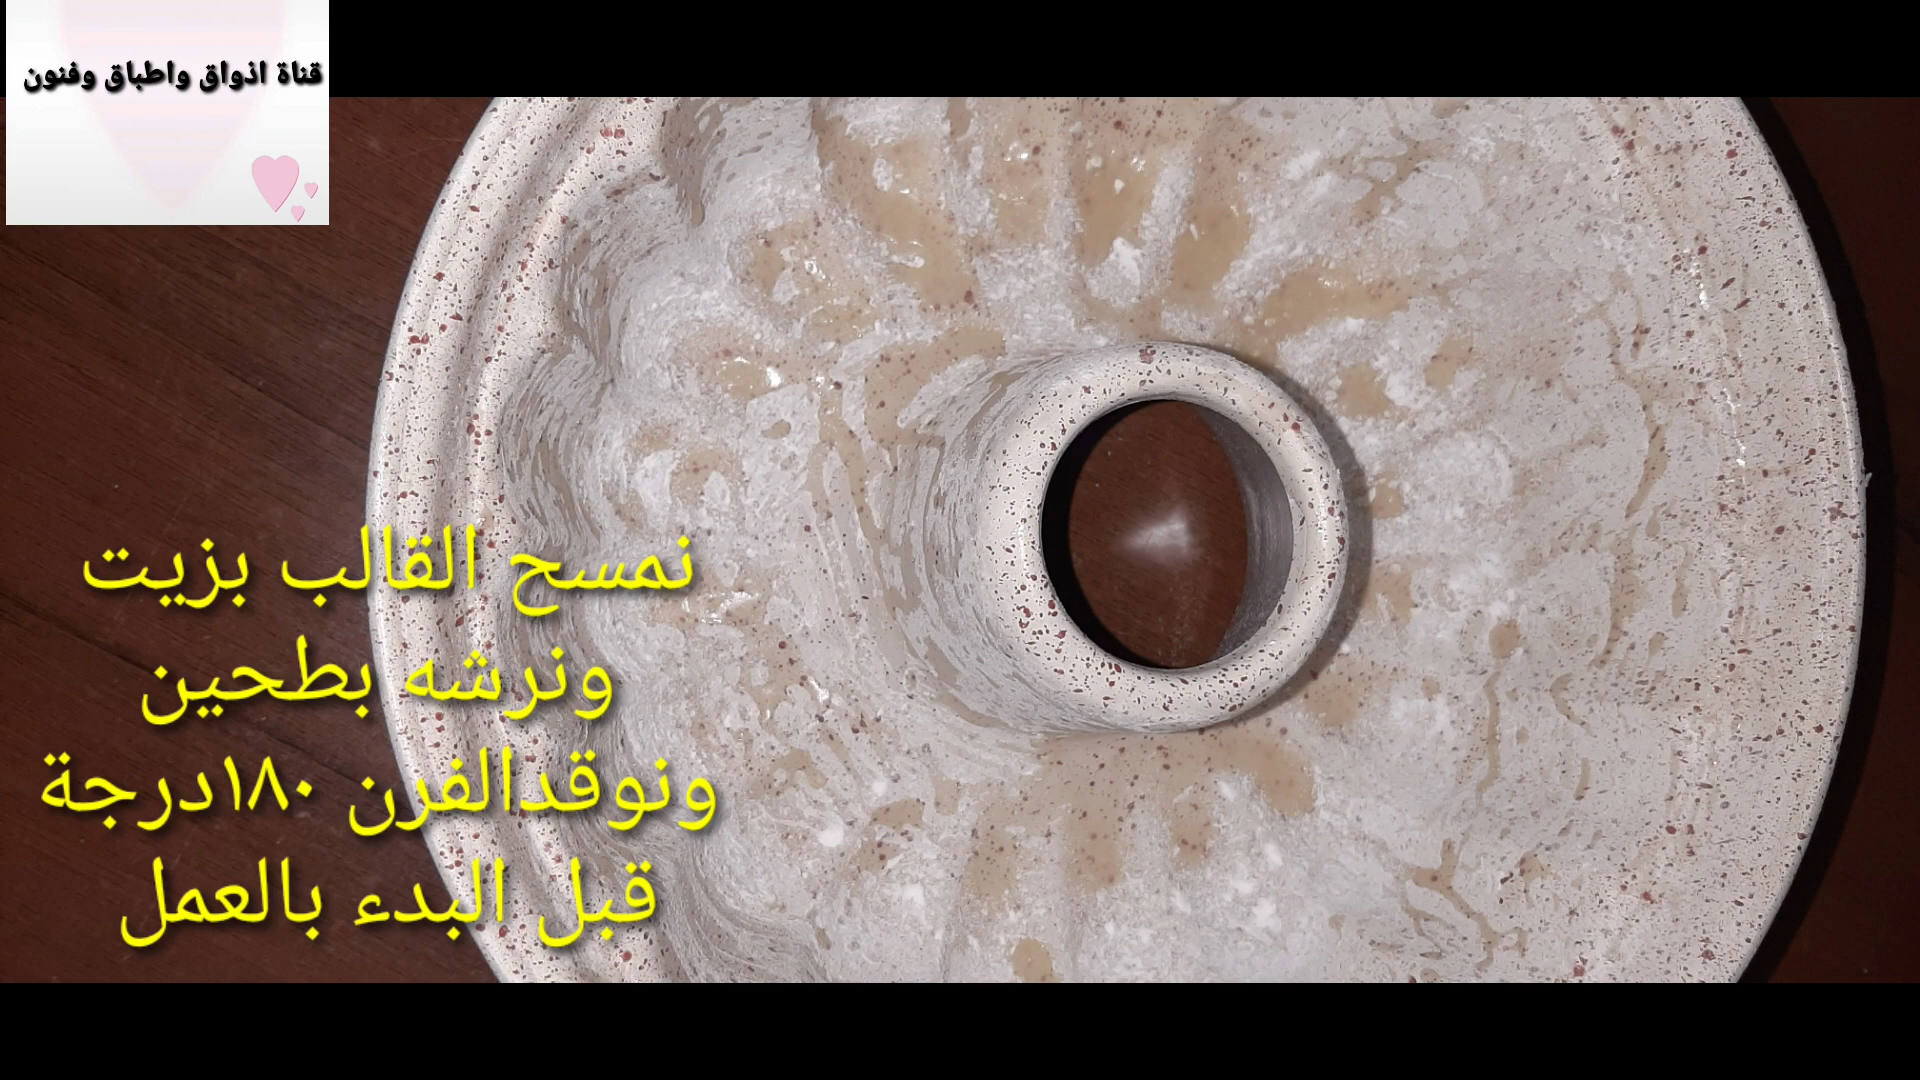 قناة اذواق واطباق وفنون
نمسح القالب بزيت
ونرشه بطحين
ونوقدالفرن ١٨٠درجة
قبل البدء بالعمل